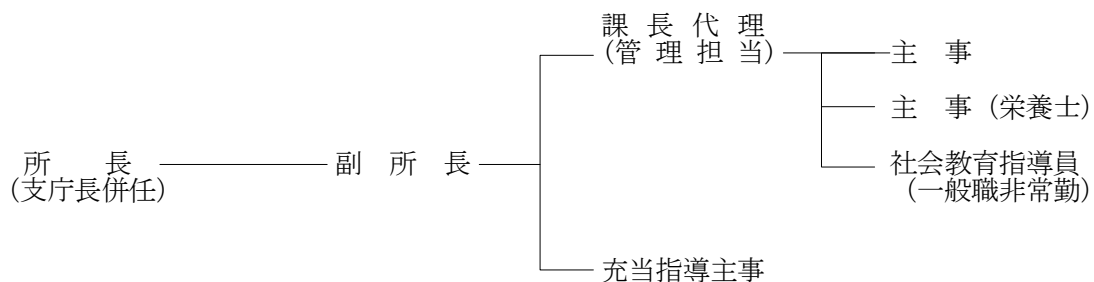 課長代理
(管理担当)
主　事
主　事（栄養士）
所　　長
(支庁長併任)
副　所　長
社会教育指導員
(一般職非常勤)
充当指導主事